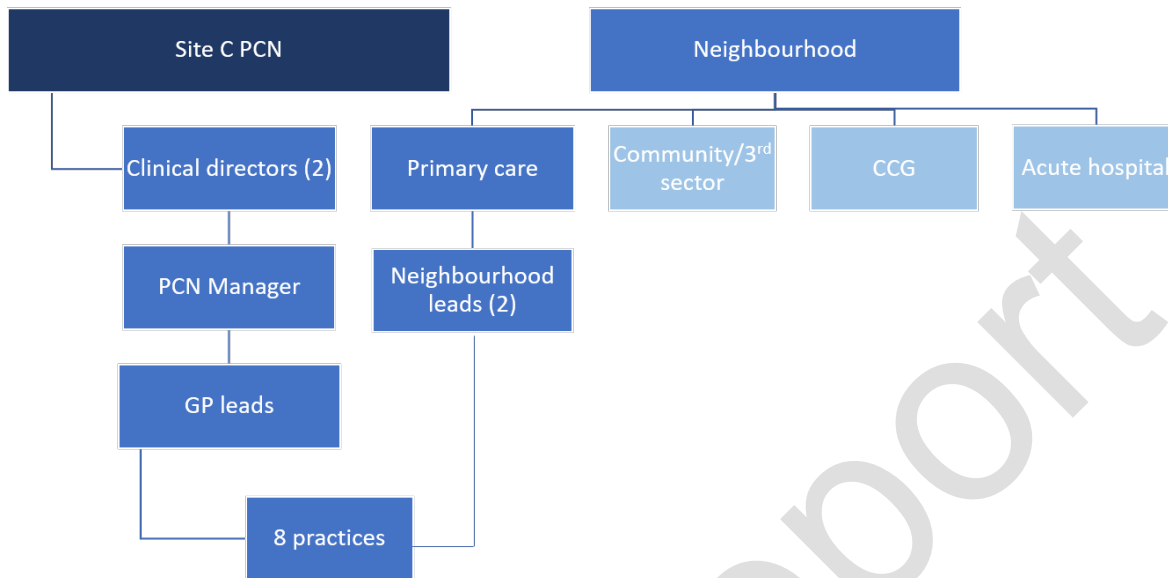 Site C PCN
Neighbourhood
Clinical directors (2)
Primary care
Community/3rd
sector
CCG
Acute hospital
PCN Manager
Neighbourhood
leads (2)
GP leads
8 practices
port